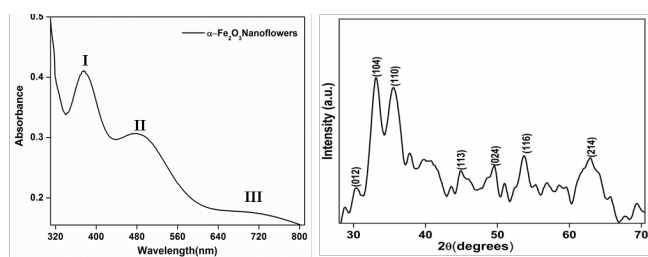 0.5
0.4
0.3
0.2
Absorbance
I
II
III
α–Fe₂O₃Nanoflowers
320 400 480 560 640 720 800
Wavelength(nm)
Intensity (a.u.)
(012)
(104)
(110)
(113)
(024)
(116)
(214)
30 40 50 60 70
2θ(degrees)